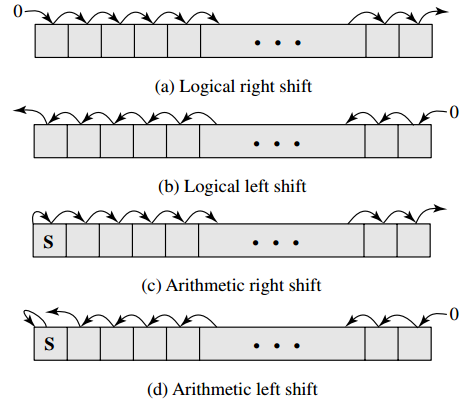 0
• • •
(a) Logical right shift
0
• • •
(b) Logical left shift
S
• • •
(c) Arithmetic right shift
0
S
• • •
(d) Arithmetic left shift